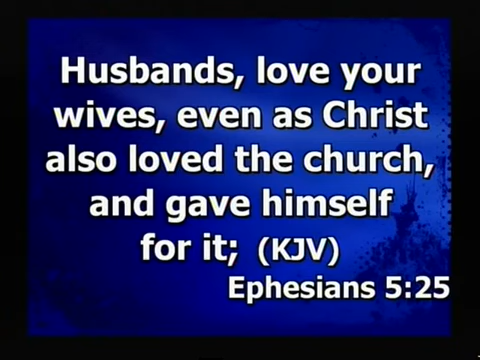 Husbands, love your
wives, even as Christ
also loved the church,
and gave himself
for it; (KJV)
Ephesians 5:25